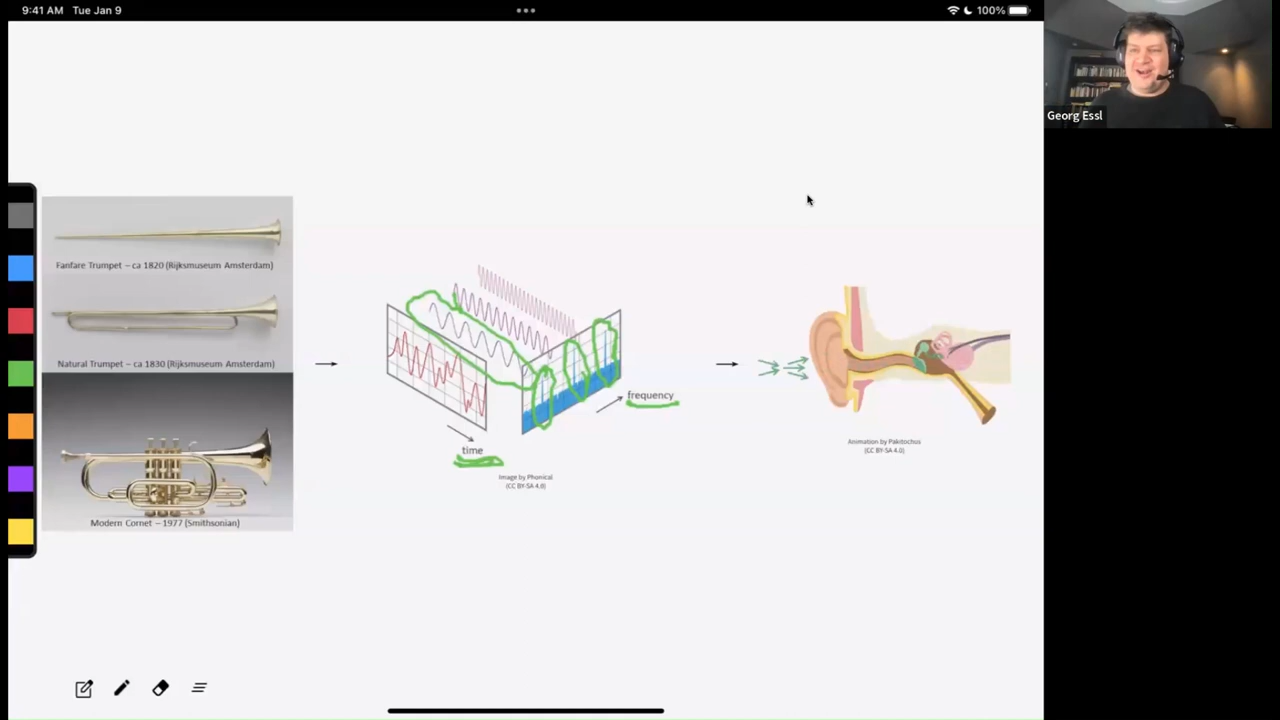 9:41 AM Tue Jan 9
100%
Georg Essl
Fanfare Trumpet – ca 1820 (Rijksmuseum Amsterdam)
Natural Trumpet – ca 1830 (Rijksmuseum Amsterdam)
Modern Cornet – 1977 (Smithsonian)
frequency
time
Image by Phonical
(CC BY-SA 4.0)
Animation by Pakitochus
(CC BY-SA 4.0)